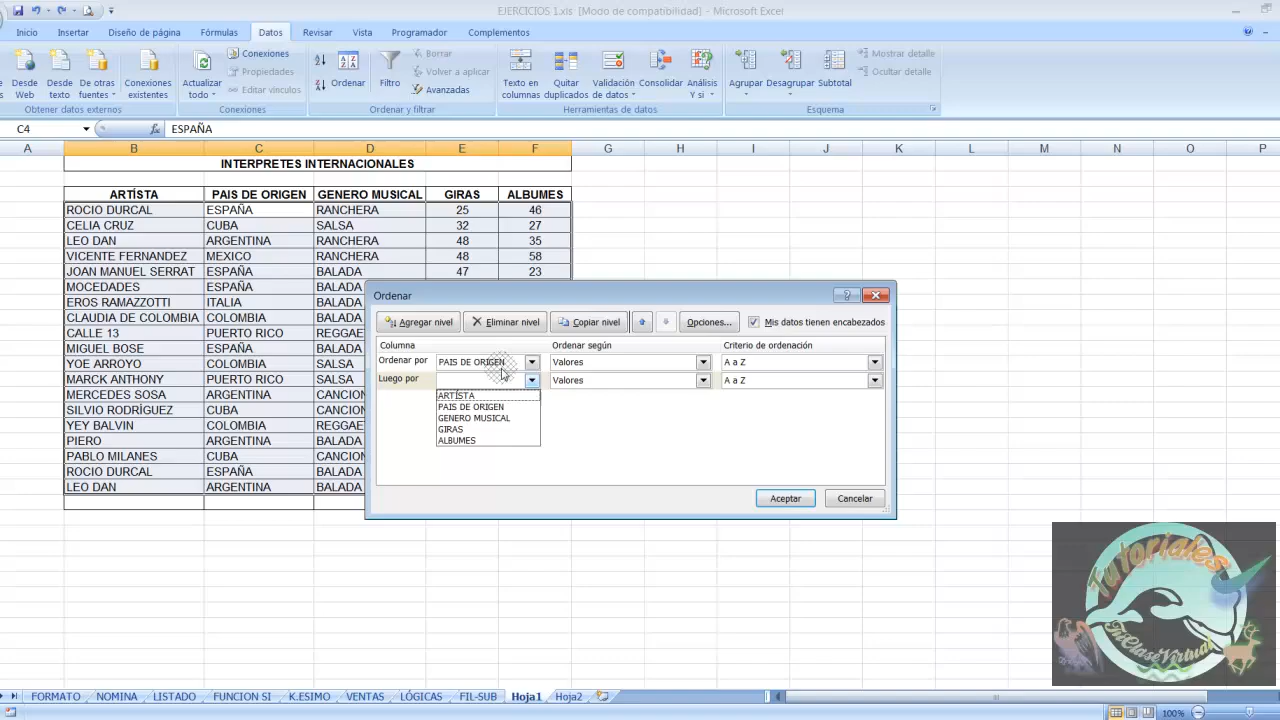 EJERCICIOS 1.xls [Modo de compatibilidad] - Microsoft Excel
Inicio Insertar Diseño de página Fórmulas Datos Revisar Vista Programador Complementos
Desde Web
Desde texto
De otras fuentes
Conexiones existentes
Obtener datos externos
Actualizar todo
Conexiones
Propiedades
Editar vínculos
Conexiones
Ordenar
Filtro
Borrar
Volver a aplicar
Avanzadas
Ordenar y filtrar
Texto en columnas
Quitar duplicados
Validación de datos
Consolidar
Análisis Y si
Herramientas de datos
Agrupar
Desagrupar
Subtotal
Mostrar detalle
Ocultar detalle
Esquema
C4 fx ESPAÑA
A B C D E F G H I J K L M N O P
INTERPRETES INTERNACIONALES
ARTÍSTA PAIS DE ORIGEN GENERO MUSICAL GIRAS ALBUMES
ROCIO DURCAL ESPAÑA RANCHERA 25 46
CELIA CRUZ CUBA SALSA 32 27
LEO DAN ARGENTINA RANCHERA 48 35
VICENTE FERNANDEZ MEXICO RANCHERA 48 58
JOAN MANUEL SERRAT ESPAÑA BALADA 47 23
MOCEDADES ESPAÑA BALADA
EROS RAMAZZOTTI ITALIA BALADA
CLAUDIA DE COLOMBIA COLOMBIA BALADA
CALLE 13 PUERTO RICO REGGAE
MIGUEL BOSE ESPAÑA BALADA
YOE ARROYO COLOMBIA SALSA
MARCK ANTHONY PUERTO RICO SALSA
MERCEDES SOSA ARGENTINA CANCION
SILVIO RODRÍGUEZ CUBA CANCION
YEY BALVIN COLOMBIA REGGAE
PIERO ARGENTINA BALADA
PABLO MILANES CUBA CANCION
ROCIO DURCAL ESPAÑA BALADA
LEO DAN ARGENTINA BALADA
Ordenar
Agregar nivel Eliminar nivel Copiar nivel Opciones... Mis datos tienen encabezados
Columna Ordenar según Criterio de ordenación
Ordenar por PAIS DE ORIGEN Valores A a Z
Luego por Valores A a Z
ARTÍSTA
PAIS DE ORIGEN
GENERO MUSICAL
GIRAS
ALBUMES
Aceptar Cancelar
Tutoriales
TuClaseVirtual
FORMATO NOMINA LISTADO FUNCION SI K.ESIMO VENTAS LÓGICAS FIL-SUB Hoja1 Hoja2
100%